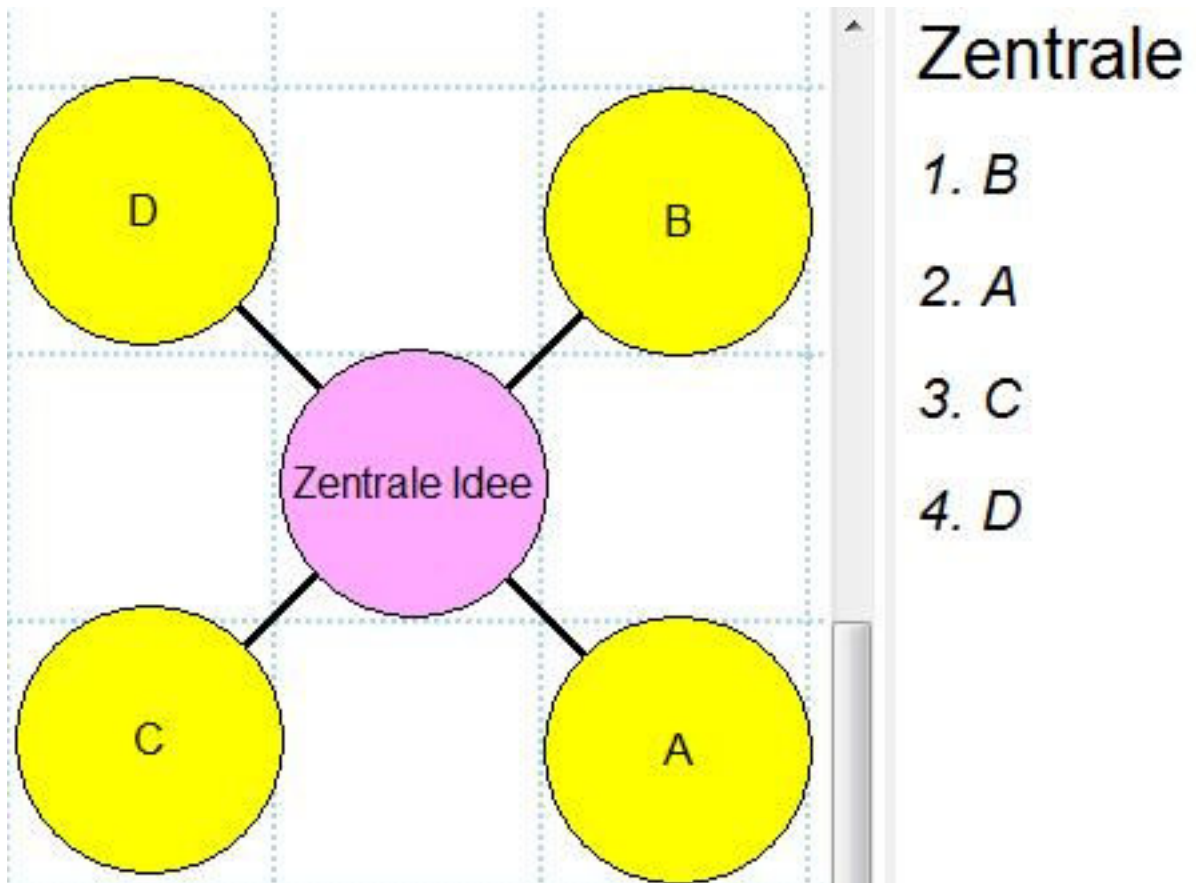 D
B
Zentrale Idee
C
A
Zentrale
1. B
2. A
3. C
4. D